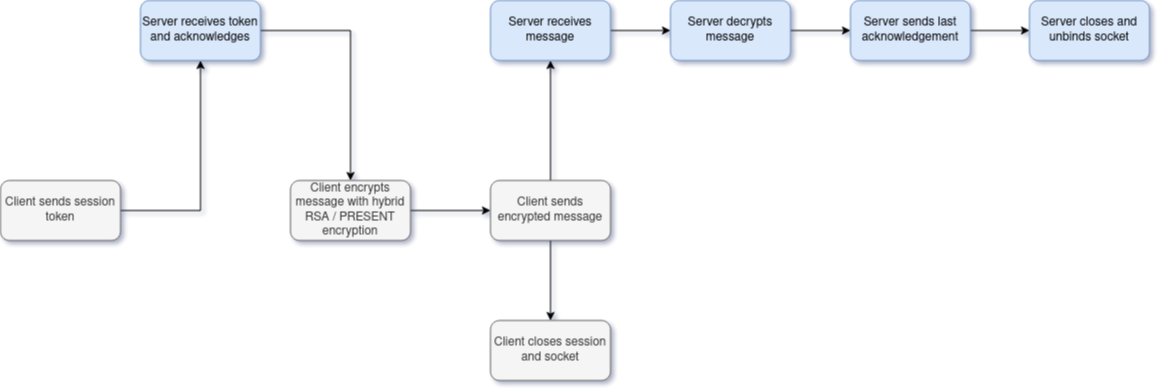 Server receives token
and acknowledges
Server receives
message
Server decrypts
message
Server sends last
acknowledgement
Server closes and
unbinds socket
Client sends session
token
Client encrypts
message with hybrid
RSA / PRESENT
encryption
Client sends
encrypted message
Client closes session
and socket